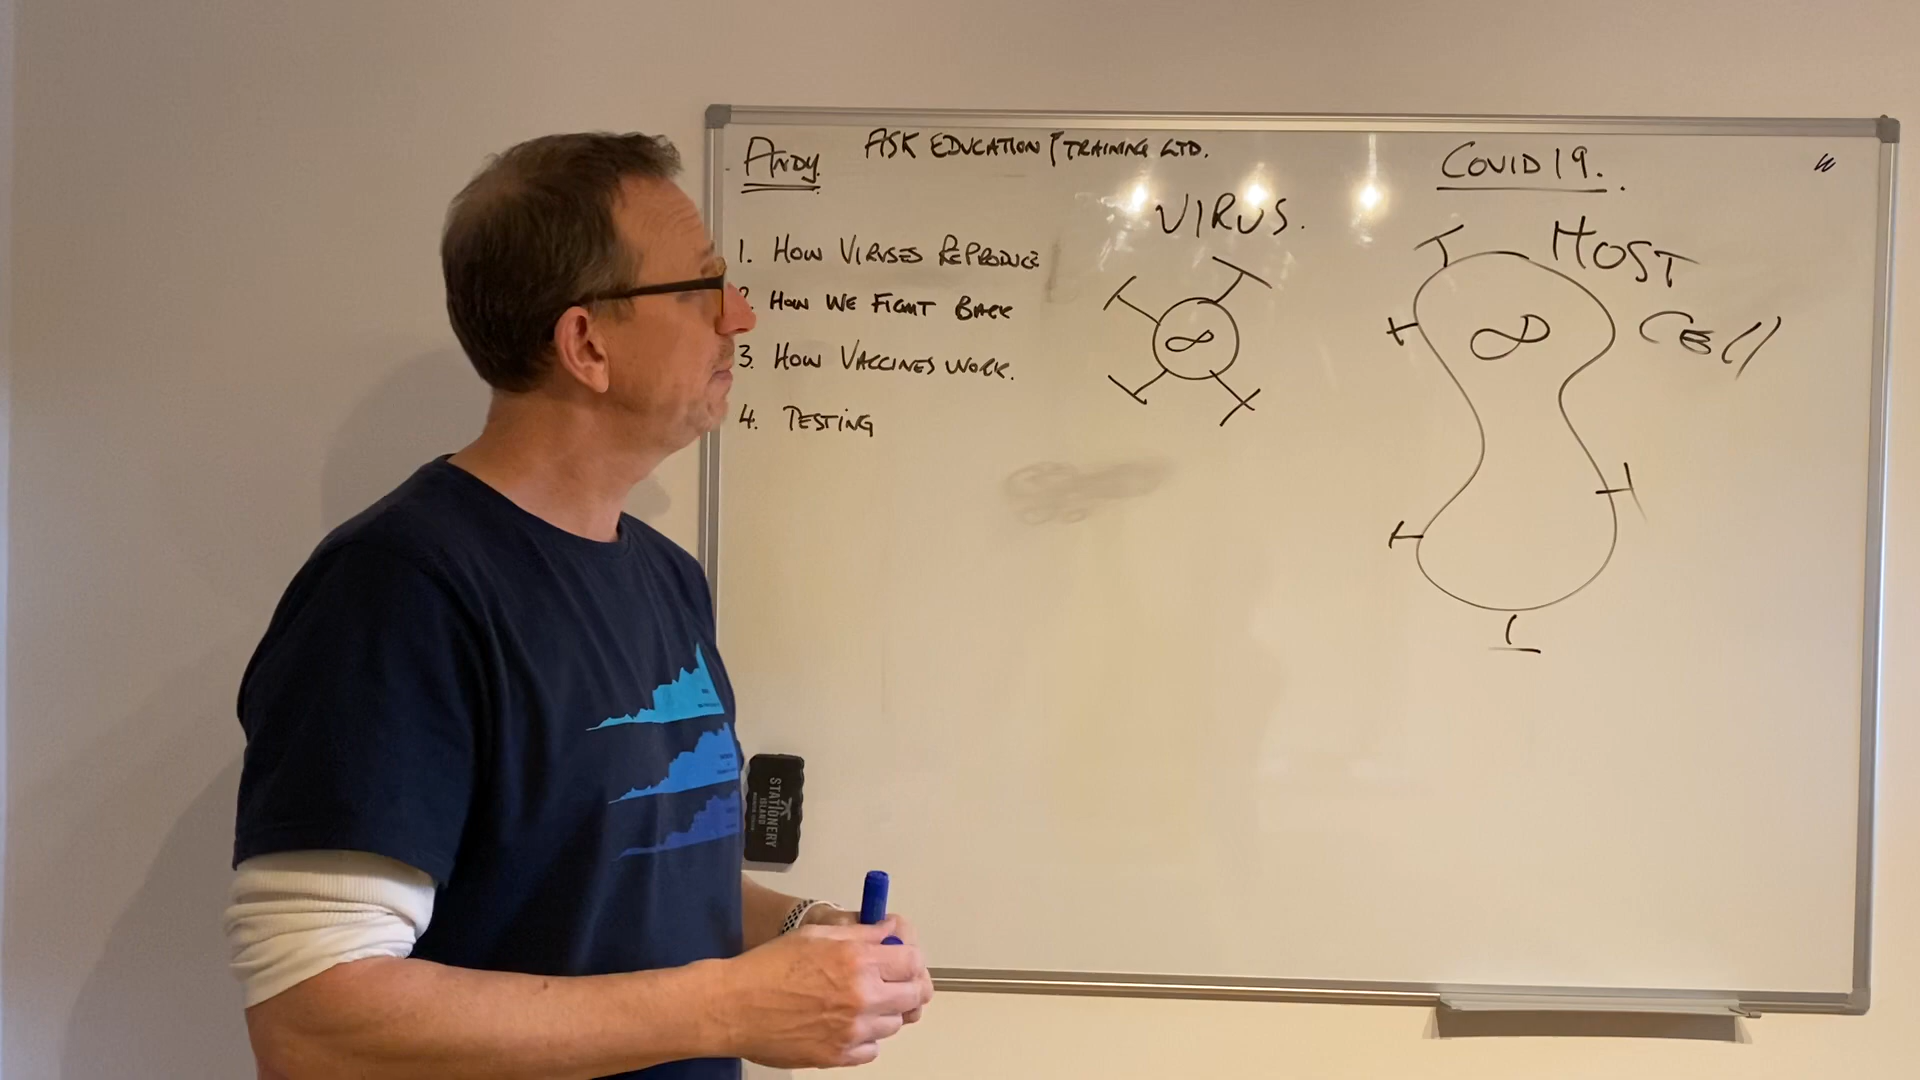 Andy
ASK EDUCATION & TRAINING LTD.
COVID 19.
VIRUS.
HOST
CELL
1. HOW VIRUSES REPRODUCE
2. HOW WE FIGHT BACK
3. HOW VACCINES WORK.
4. TESTING
STATIONERY
ISLAND